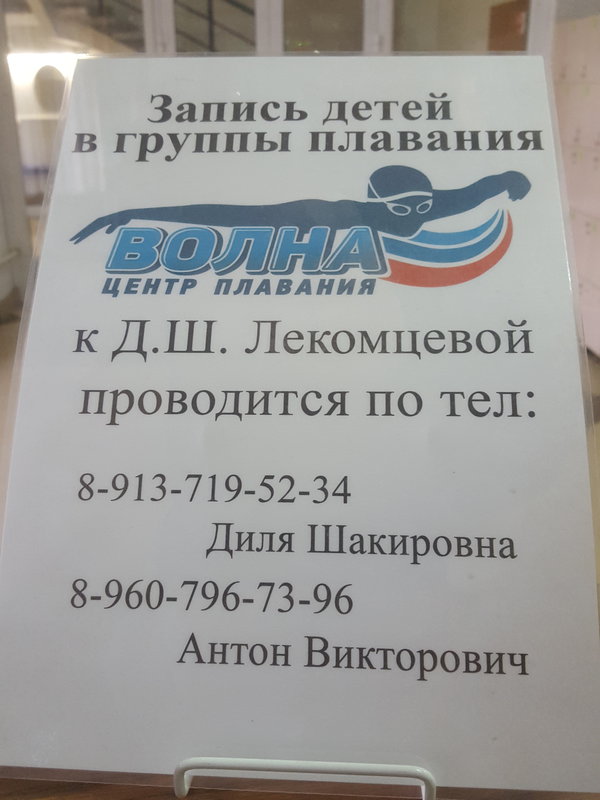 Запись детей
в группы плавания
ВОЛНА
ЦЕНТР ПЛАВАНИЯ
к Д.Ш. Лекомцевой
проводится по тел:
8-913-719-52-34
Диля Шакировна
8-960-796-73-96
Антон Викторович